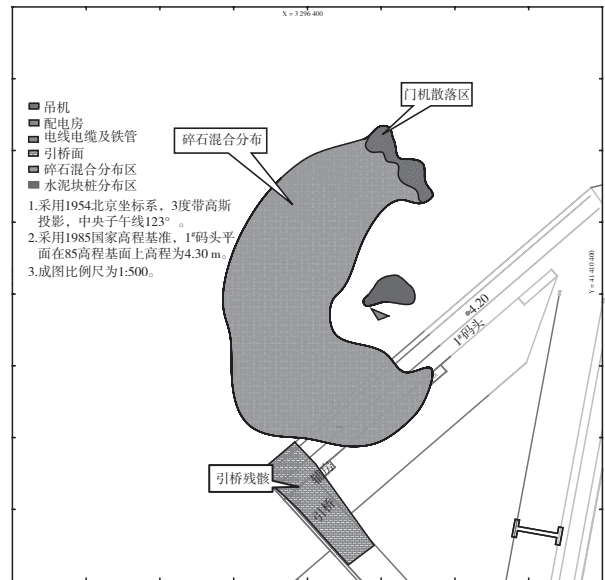 X = 3 296 400
门机散落区
吊机
配电房
电线电缆及铁管
引桥面
碎石混合分布区
水泥块桩分布区
碎石混合分布
1.采用1954北京坐标系，3度带高斯
投影，中央子午线123°。
2.采用1985国家高程基准，1#码头平
面在85高程基面上高程为4.30 m。
3.成图比例尺为1:500。
Y = 41 410 400
4.20
1#码头
引桥残骸
引桥